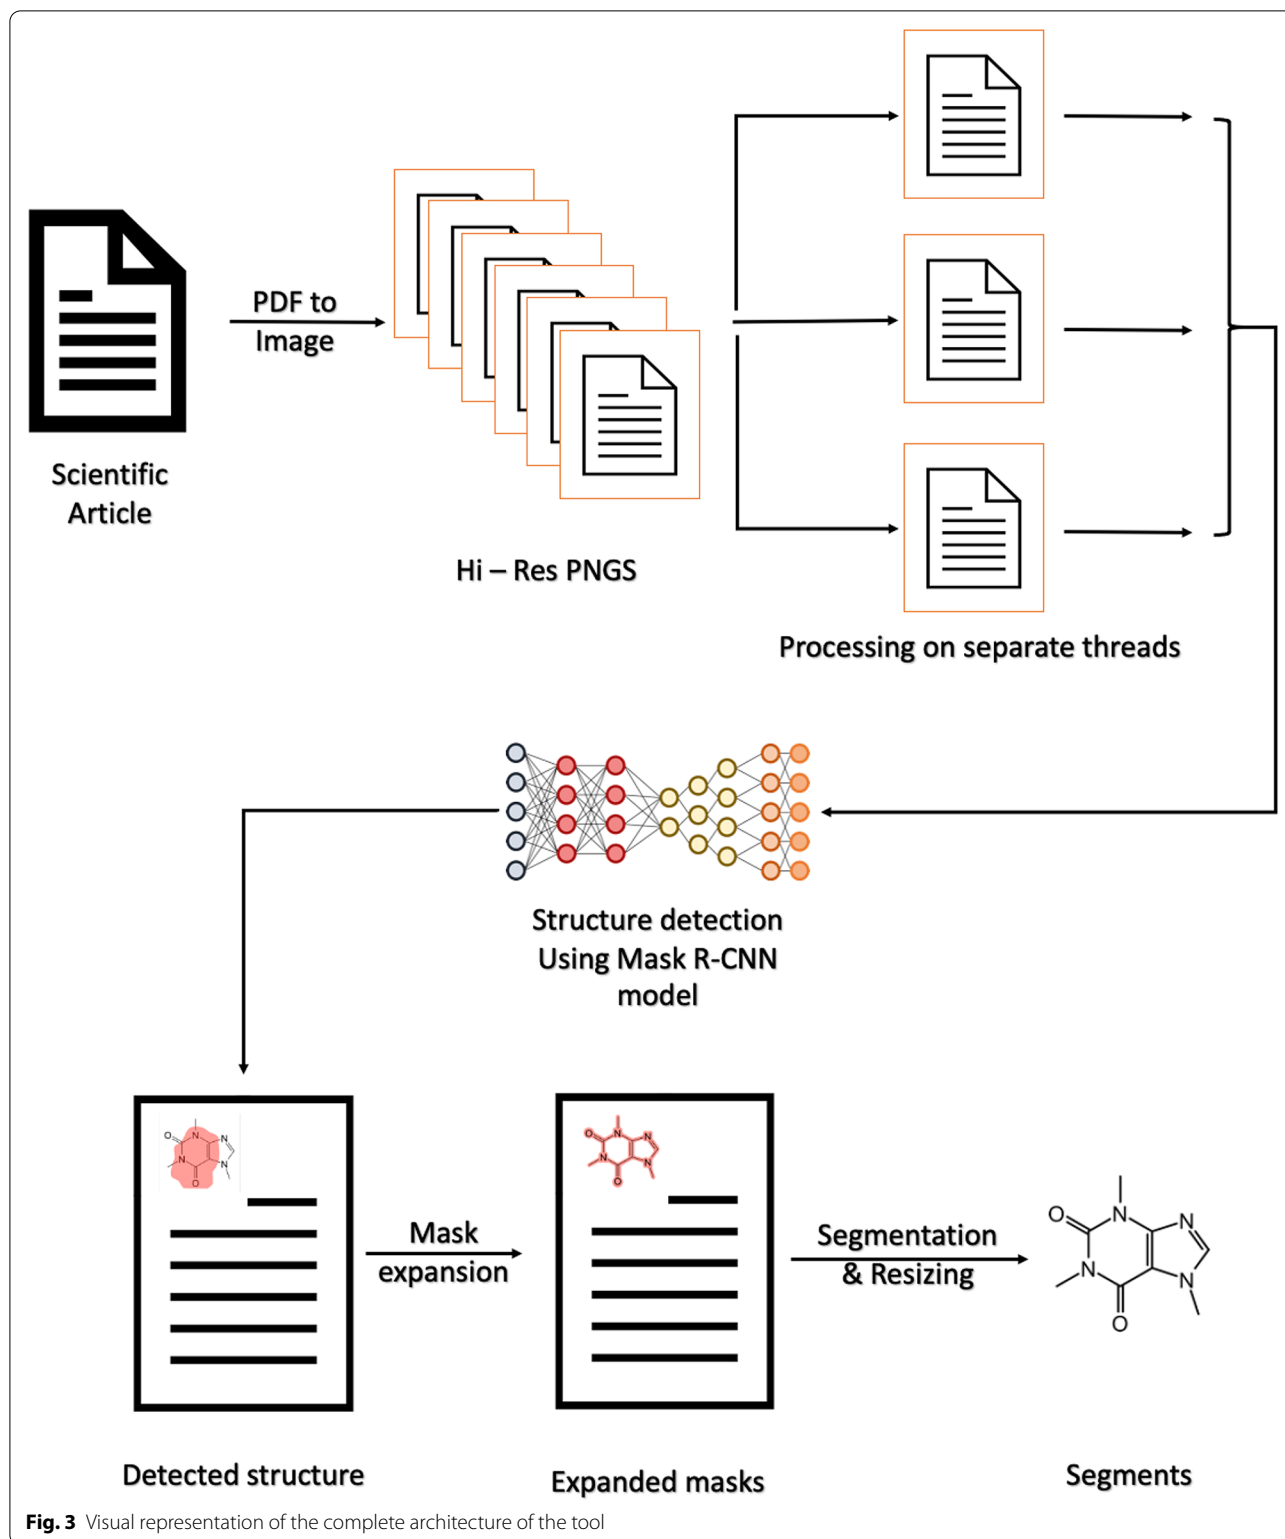 Scientific
Article
PDF to
Image
Hi – Res PNGS
Processing on separate threads
Structure detection
Using Mask R-CNN
model
O
N
N
N
N
O
Detected structure
Mask
expansion
O
N
N
N
N
O
Expanded masks
Segmentation
& Resizing
O
N
N
N
N
O
Segments
Fig. 3 Visual representation of the complete architecture of the tool